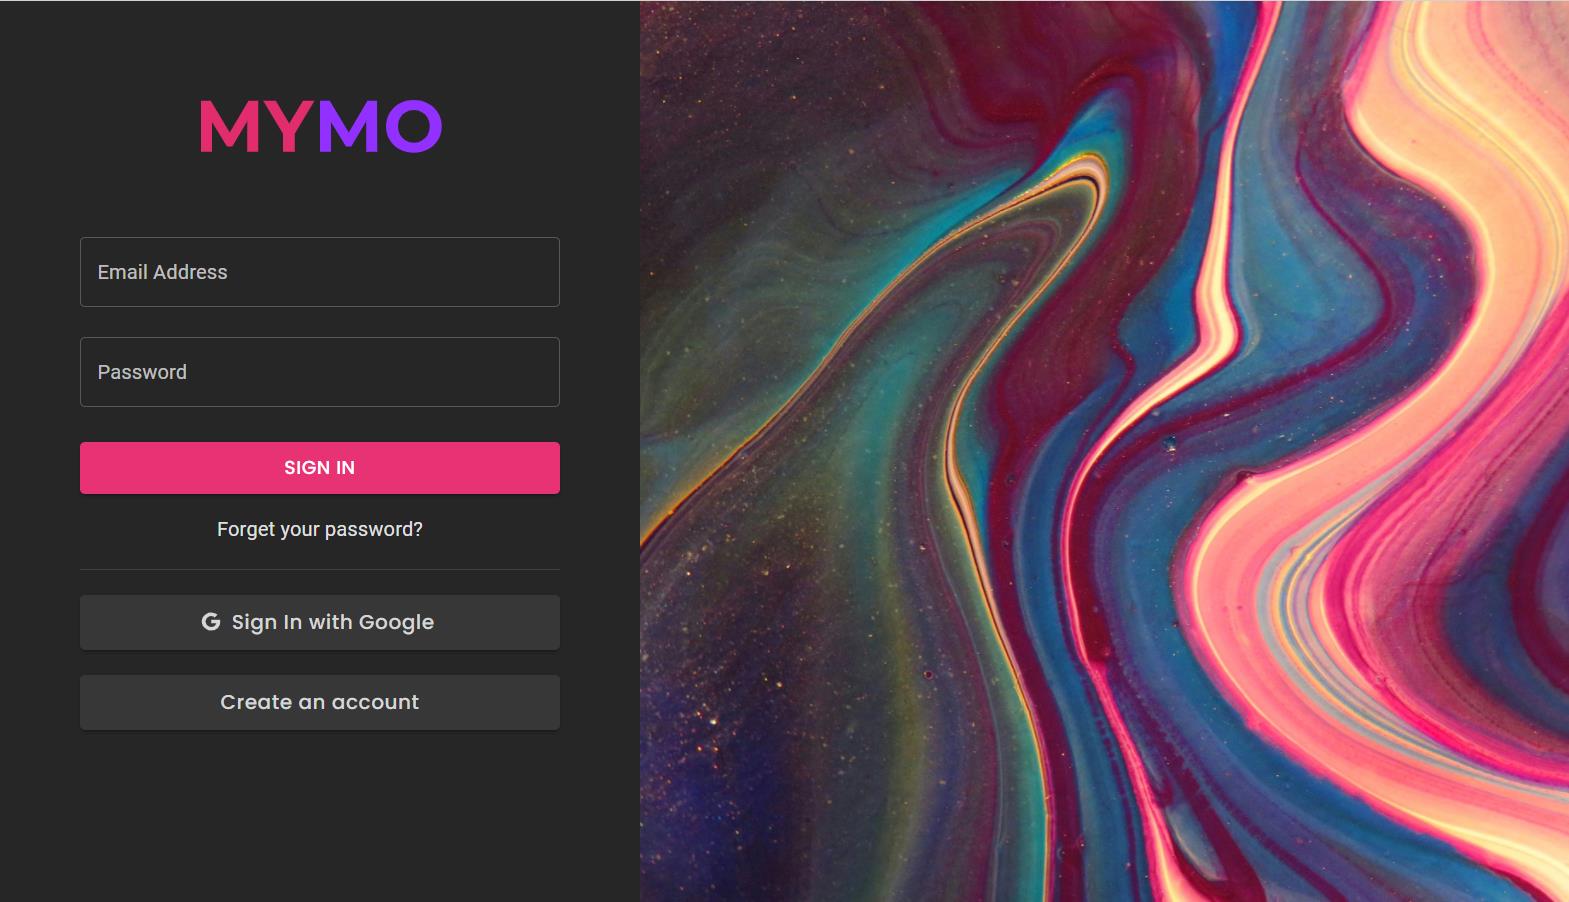 MYMO
Email Address
Password
SIGN IN
Forget your password?
Sign In with Google
Create an account